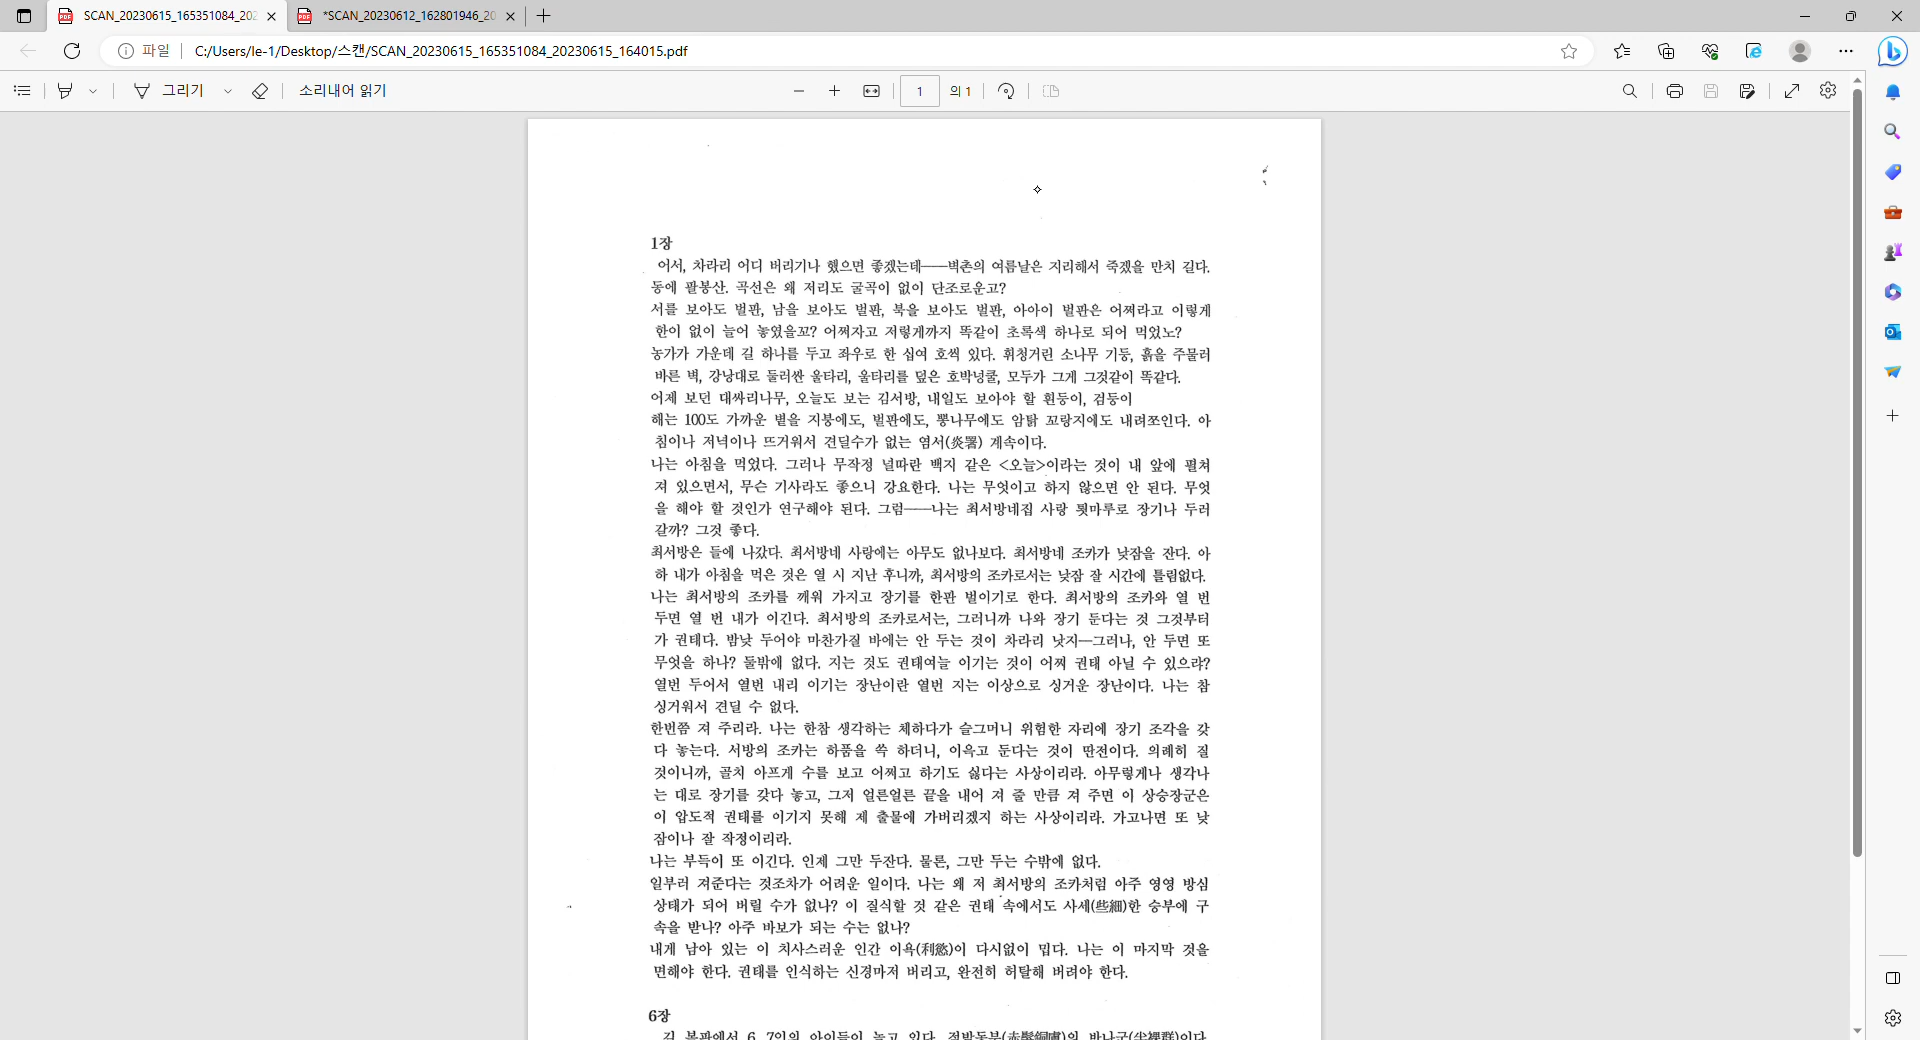 SCAN_20230615_165351084_202
*SCAN_20230612_162801946_20
파일
C:/Users/le-1/Desktop/스캔/SCAN_20230615_165351084_20230615_164015.pdf
그리기
소리내어 읽기
1
의 1
1장
어서, 차라리 어디 버리기나 했으면 좋겠는데――벽촌의 여름날은 지리해서 죽겠을 만치 길다.
동에 팔봉산. 곡선은 왜 저리도 굴곡이 없이 단조로운고?
서를 보아도 벌판, 남을 보아도 벌판, 북을 보아도 벌판, 아아이 벌판은 어쩌라고 이렇게
한이 없이 늘어 놓였을꼬? 어쩌자고 저렇게까지 똑같이 초록색 하나로 되어 먹었노?
농가가 가운데 길 하나를 두고 좌우로 한 십여 호씩 있다. 휘청거린 소나무 기둥, 흙을 주물러
바른 벽, 강낭대로 둘러싼 울타리, 울타리를 덮은 호박넝쿨, 모두가 그게 그것같이 똑같다.
어제 보던 대싸리나무, 오늘도 보는 김서방, 내일도 보아야 할 흰둥이, 검둥이
해는 100도 가까운 볕을 지붕에도, 벌판에도, 뽕나무에도 암탉 꼬랑지에도 내려쪼인다. 아
침이나 저녁이나 뜨거워서 견딜수가 없는 염서(炎署) 계속이다.
나는 아침을 먹었다. 그러나 무작정 널따란 백지 같은 <오늘>이라는 것이 내 앞에 펼쳐
져 있으면서, 무슨 기사라도 좋으니 강요한다. 나는 무엇이고 하지 않으면 안 된다. 무엇
을 해야 할 것인가 연구해야 된다. 그럼――나는 최서방네집 사랑 툇마루로 장기나 두러
갈까? 그것 좋다.
최서방은 들에 나갔다. 최서방네 사랑에는 아무도 없나보다. 최서방네 조카가 낮잠을 잔다. 아
하 내가 아침을 먹은 것은 열 시 지난 후니까, 최서방의 조카로서는 낮잠 잘 시간에 틀림없다.
나는 최서방의 조카를 깨워 가지고 장기를 한판 벌이기로 한다. 최서방의 조카와 열 번
두면 열 번 내가 이긴다. 최서방의 조카로서는, 그러니까 나와 장기 둔다는 것 그것부터
가 권태다. 밤낮 두어야 마찬가질 바에는 안 두는 것이 차라리 낫지―그러나, 안 두면 또
무엇을 하나? 둘밖에 없다. 지는 것도 권태여늘 이기는 것이 어찌 권태 아닐 수 있으랴?
열번 두어서 열번 내리 이기는 장난이란 열번 지는 이상으로 싱거운 장난이다. 나는 참
싱거워서 견딜 수 없다.
한번쯤 져 주리라. 나는 한참 생각하는 체하다가 슬그머니 위험한 자리에 장기 조각을 갖
다 놓는다. 서방의 조카는 하품을 쓱 하더니, 이윽고 둔다는 것이 딴전이다. 의례히 질
것이니까, 골치 아프게 수를 보고 어쩌고 하기도 싫다는 사상이리라. 아무렇게나 생각나
는 대로 장기를 갖다 놓고, 그저 얼른얼른 끝을 내어 져 줄 만큼 져 주면 이 상승장군은
이 압도적 권태를 이기지 못해 제 출물에 가버리겠지 하는 사상이리라. 가고나면 또 낮
잠이나 잘 작정이리라.
나는 부득이 또 이긴다. 인제 그만 두잔다. 물론, 그만 두는 수밖에 없다.
일부러 져준다는 것조차가 어려운 일이다. 나는 왜 저 최서방의 조카처럼 아주 영영 방심
상태가 되어 버릴 수가 없나? 이 질식할 것 같은 권태 속에서도 사세(些細)한 승부에 구
속을 받나? 아주 바보가 되는 수는 없나?
내게 남아 있는 이 치사스러운 인간 이욕(利慾)이 다시없이 밉다. 나는 이 마지막 것을
면해야 한다. 권태를 인식하는 신경마저 버리고, 완전히 허탈해 버려야 한다.
6장
길 복판에서 6, 7인의 아이들이 놀고 있다. 적발동부(赤髮銅膚)의 반나군(半裸群)이다.